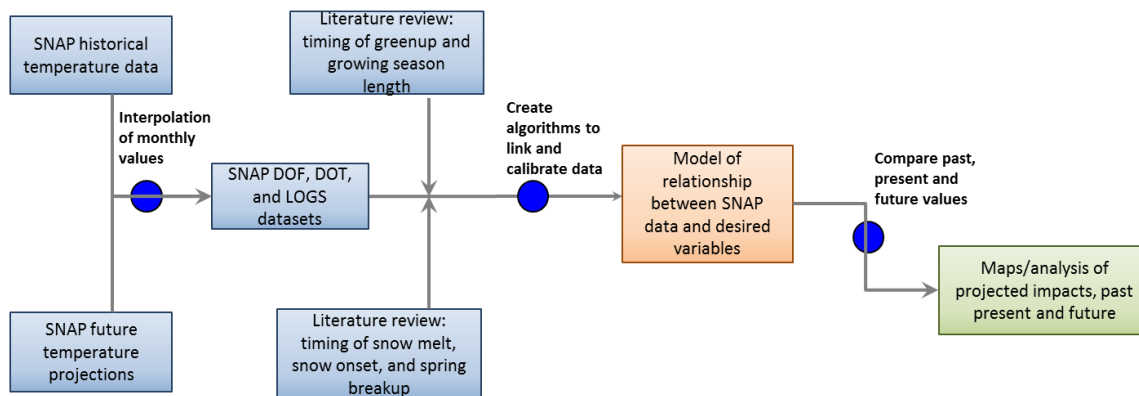 SNAP historical
temperature data
Interpolation
of monthly
values
SNAP future
temperature
projections
SNAP DOF, DOT,
and LOGS
datasets
Literature review:
timing of greenup and
growing season
length
Literature review:
timing of snow melt,
snow onset, and spring
breakup
Create
algorithms to
link and
calibrate data
Model of
relationship
between SNAP
data and desired
variables
Compare past,
present and
future values
Maps/analysis of
projected impacts, past
present and future